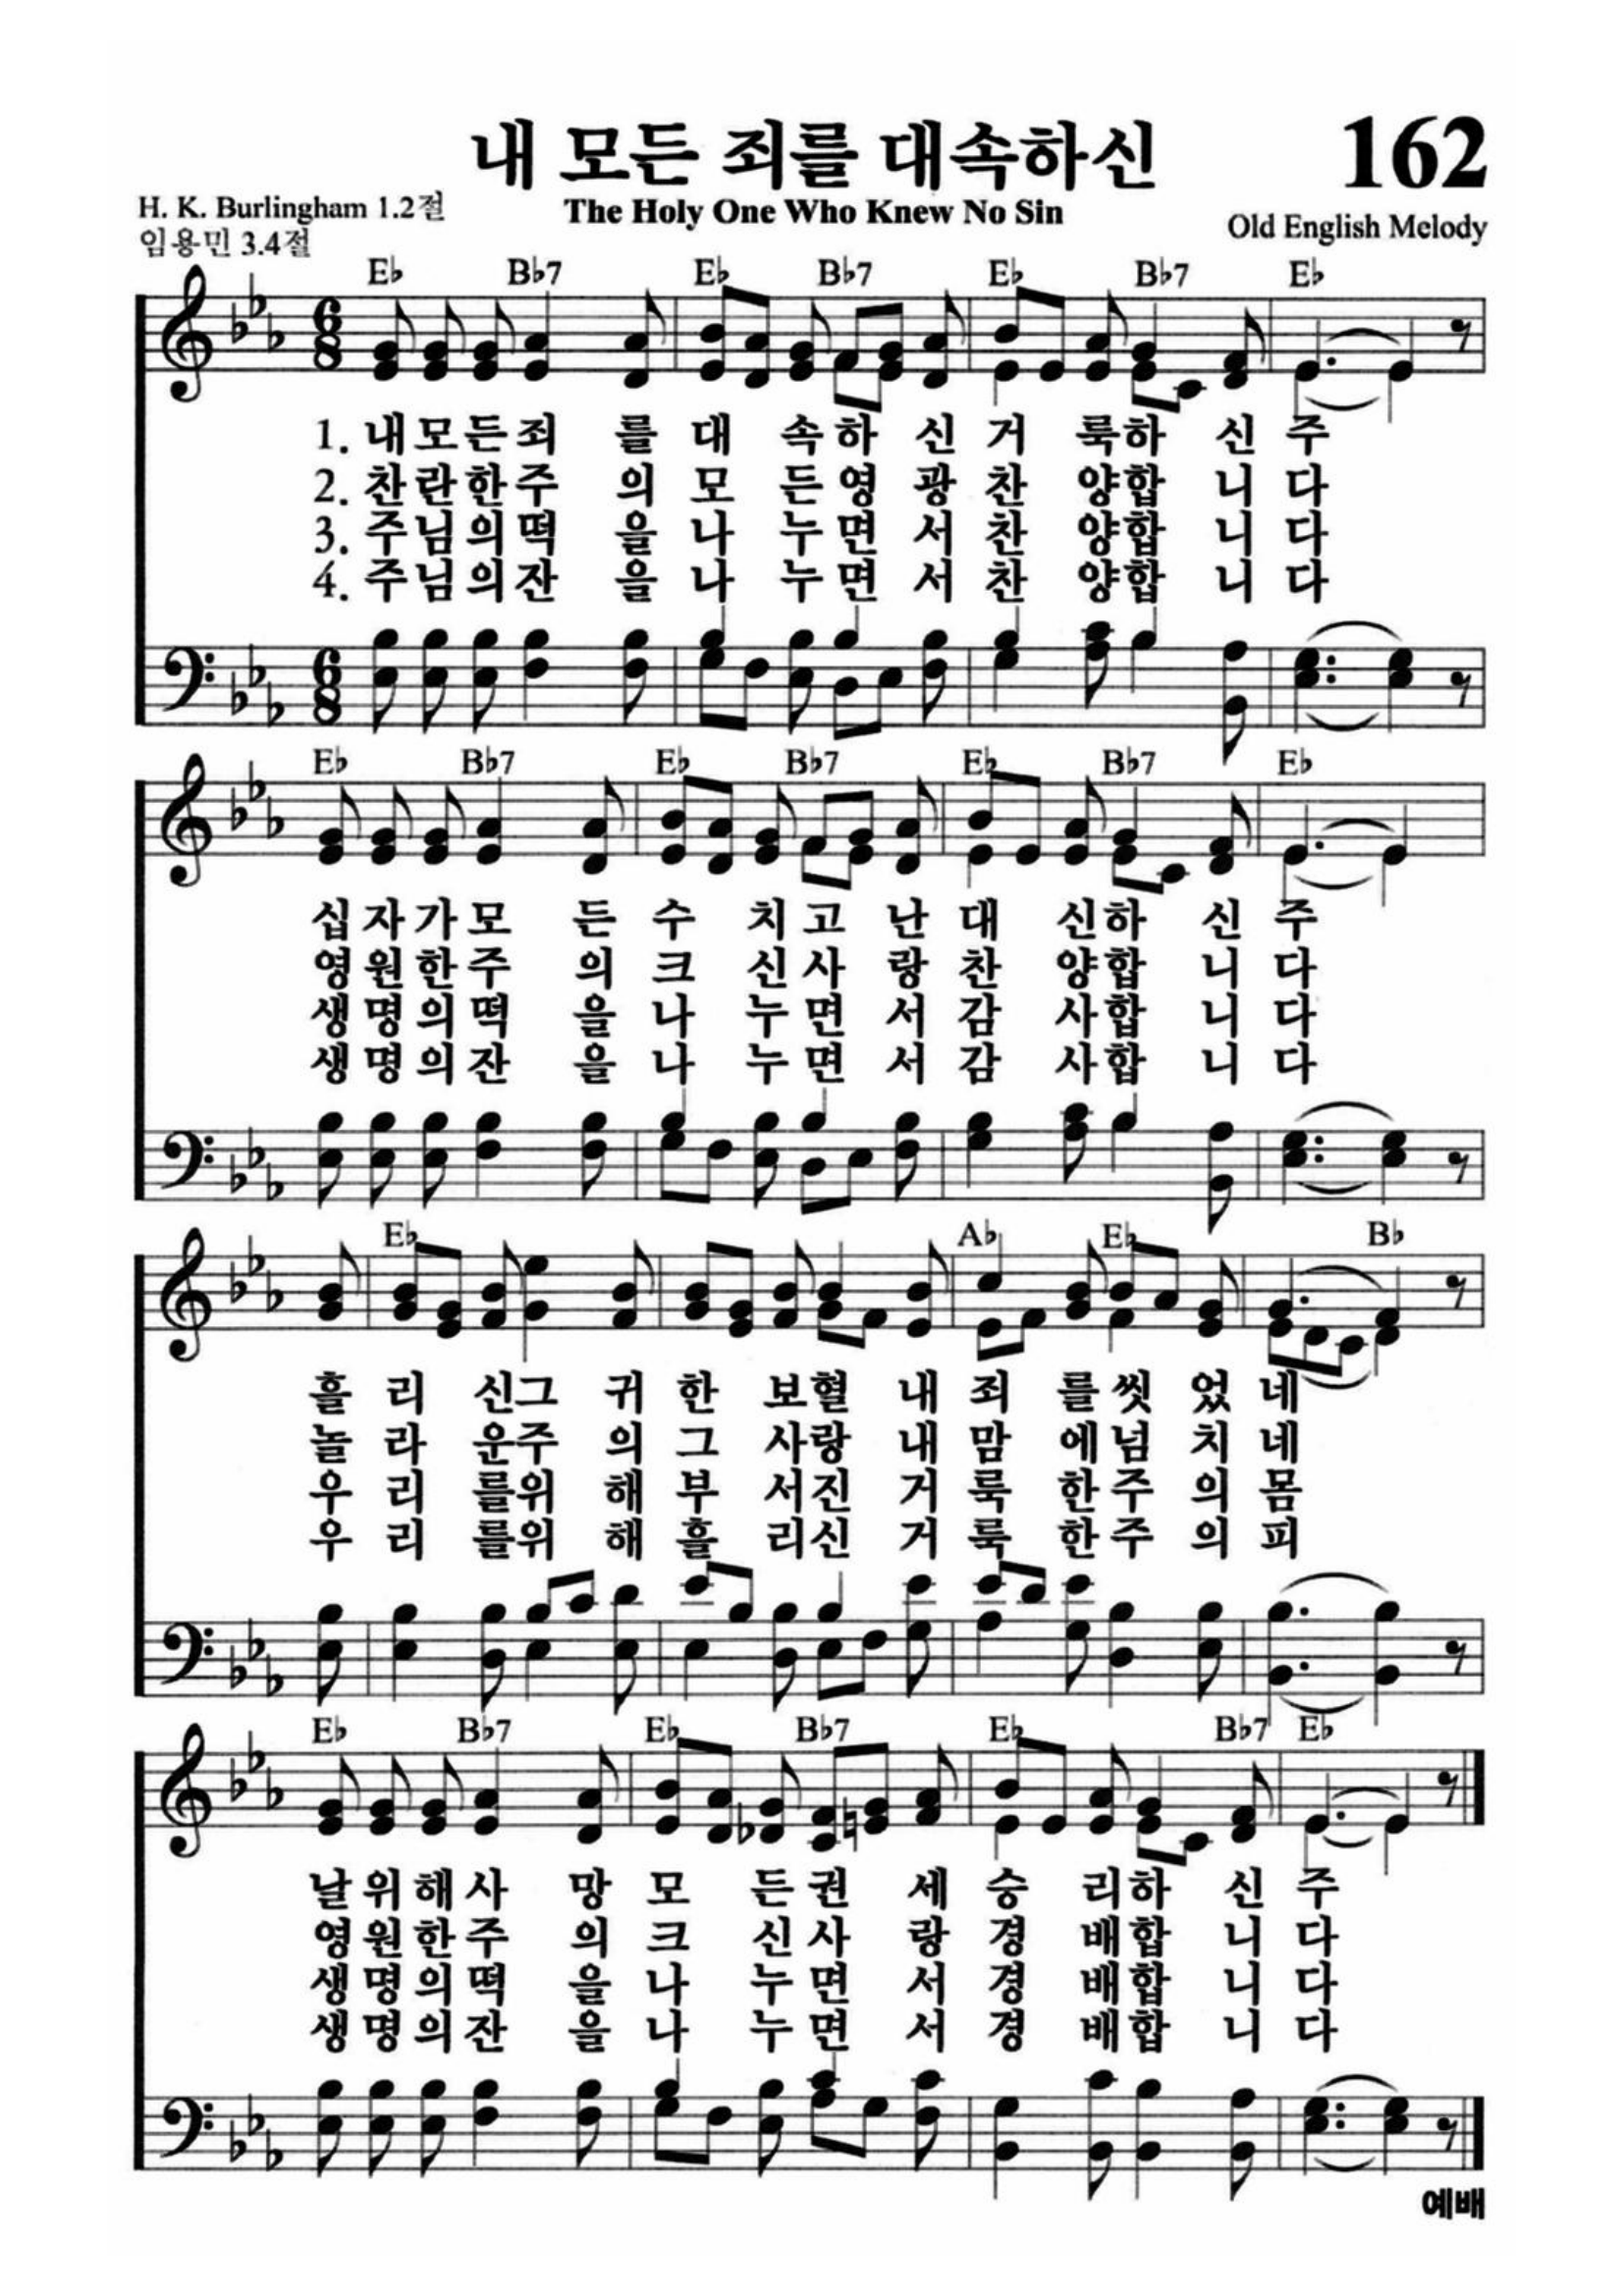 내 모든 죄를 대속하신 162
H. K. Burlingham 1.2절 The Holy One Who Knew No Sin Old English Melody
임용민 3.4절
E♭ B♭7 E♭ B♭7 E♭ B♭7 E♭
6/8
1. 내모든죄 를 대 속하 신 거 룩하 신 주
2. 찬란한주 의 모 든영 광 찬 양합 니 다
3. 주님의떡 을 나 누면 서 찬 양합 니 다
4. 주님의잔 을 나 누면 서 찬 양합 니 다
6/8
E♭ B♭7 E♭ B♭7 E♭ B♭7 E♭
십자가모 든 수 치고 난 대 신하 신 주
영원한주 의 크 신사 랑 찬 양합 니 다
생명의떡 을 나 누면 서 감 사합 니 다
생명의잔 을 나 누면 서 감 사합 니 다
E♭ A♭ E♭ B♭
흘 리 신그 귀 한 보혈 내 죄 를씻 었 네
놀 라 운주 의 그 사랑 내 맘 에넘 치 네
우 리 를위 해 부 서진 거 룩 한주 의 몸
우 리 를위 해 흘 리신 거 룩 한주 의 피
E♭ B♭7 E♭ B♭7 E♭ B♭7 E♭
날위해사 망 모 든권 세 승 리하 신 주
영원한주 의 크 신사 랑 경 배합 니 다
생명의떡 을 나 누면 서 경 배합 니 다
생명의잔 을 나 누면 서 경 배합 니 다
예배